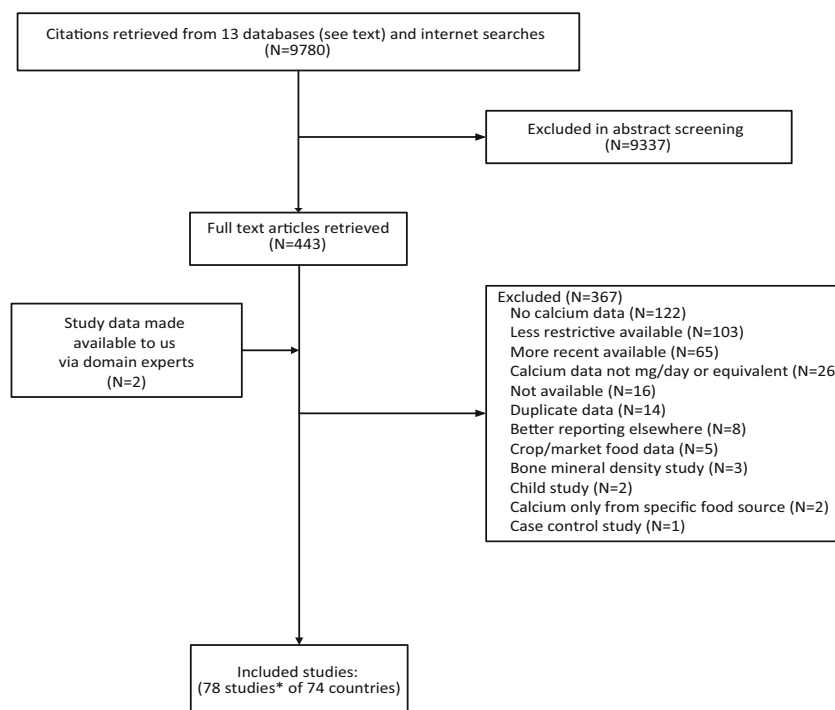 Citations retrieved from 13 databases (see text) and internet searches
(N=9780)
Excluded in abstract screening
(N=9337)
Full text articles retrieved
(N=443)
Study data made
available to us
via domain experts
(N=2)
Excluded (N=367)
No calcium data (N=122)
Less restrictive available (N=103)
More recent available (N=65)
Calcium data not mg/day or equivalent (N=26
Not available (N=16)
Duplicate data (N=14)
Better reporting elsewhere (N=8)
Crop/market food data (N=5)
Bone mineral density study (N=3)
Child study (N=2)
Calcium only from specific food source (N=2)
Case control study (N=1)
Included studies:
(78 studies* of 74 countries)